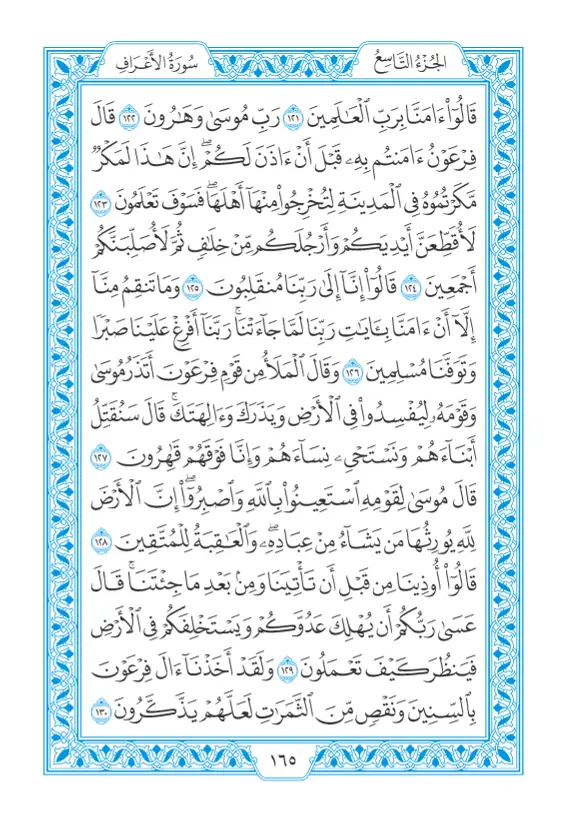 سُورَةُ الأَعْرَافِ الجُزْءُ التَّاسِعُ
قَالُوٓا۟ ءَامَنَّا بِرَبِّ ٱلْعَـٰلَمِينَ ١٢١ رَبِّ مُوسَىٰ وَهَـٰرُونَ ١٢٢ قَالَ
فِرْعَوْنُ ءَامَنتُم بِهِۦ قَبْلَ أَنْ ءَاذَنَ لَكُمْ ۖ إِنَّ هَـٰذَا لَمَكْرٌ
مَّكَرْتُمُوهُ فِى ٱلْمَدِينَةِ لِتُخْرِجُوا۟ مِنْهَآ أَهْلَهَا ۖ فَسَوْفَ تَعْلَمُونَ ١٢٣
لَأُقَطِّعَنَّ أَيْدِيَكُمْ وَأَرْجُلَكُم مِّنْ خِلَـٰفٍ ثُمَّ لَأُصَلِّبَنَّكُمْ
أَجْمَعِينَ ١٢٤ قَالُوٓا۟ إِنَّآ إِلَىٰ رَبِّنَا مُنقَلِبُونَ ١٢٥ وَمَا تَنقِمُ مِنَّآ
إِلَّآ أَنْ ءَامَنَّا بِـَٔايَـٰتِ رَبِّنَا لَمَّا جَآءَتْنَا ۚ رَبَّنَآ أَفْرِغْ عَلَيْنَا صَبْرًا
وَتَوَفَّنَا مُسْلِمِينَ ١٢٦ وَقَالَ ٱلْمَلَأُ مِن قَوْمِ فِرْعَوْنَ أَتَذَرُ مُوسَىٰ
وَقَوْمَهُۥ لِيُفْسِدُوا۟ فِى ٱلْأَرْضِ وَيَذَرَكَ وَءَالِهَتَكَ ۚ قَالَ سَنُقَتِّلُ
أَبْنَآءَهُمْ وَنَسْتَحْىِۦ نِسَآءَهُمْ وَإِنَّا فَوْقَهُمْ قَـٰهِرُونَ ١٢٧
قَالَ مُوسَىٰ لِقَوْمِهِ ٱسْتَعِينُوا۟ بِٱللَّهِ وَٱصْبِرُوٓا۟ ۖ إِنَّ ٱلْأَرْضَ
لِلَّهِ يُورِثُهَا مَن يَشَآءُ مِنْ عِبَادِهِۦ ۖ وَٱلْعَـٰقِبَةُ لِلْمُتَّقِينَ ١٢٨
قَالُوٓا۟ أُوذِينَا مِن قَبْلِ أَن تَأْتِيَنَا وَمِنۢ بَعْدِ مَا جِئْتَنَا ۚ قَالَ
عَسَىٰ رَبُّكُمْ أَن يُهْلِكَ عَدُوَّكُمْ وَيَسْتَخْلِفَكُمْ فِى ٱلْأَرْضِ
فَيَنظُرَ كَيْفَ تَعْمَلُونَ ١٢٩ وَلَقَدْ أَخَذْنَآ ءَالَ فِرْعَوْنَ
بِٱلسِّنِينَ وَنَقْصٍ مِّنَ ٱلثَّمَرَٰتِ لَعَلَّهُمْ يَذَّكَّرُونَ ١٣٠
١٦٥